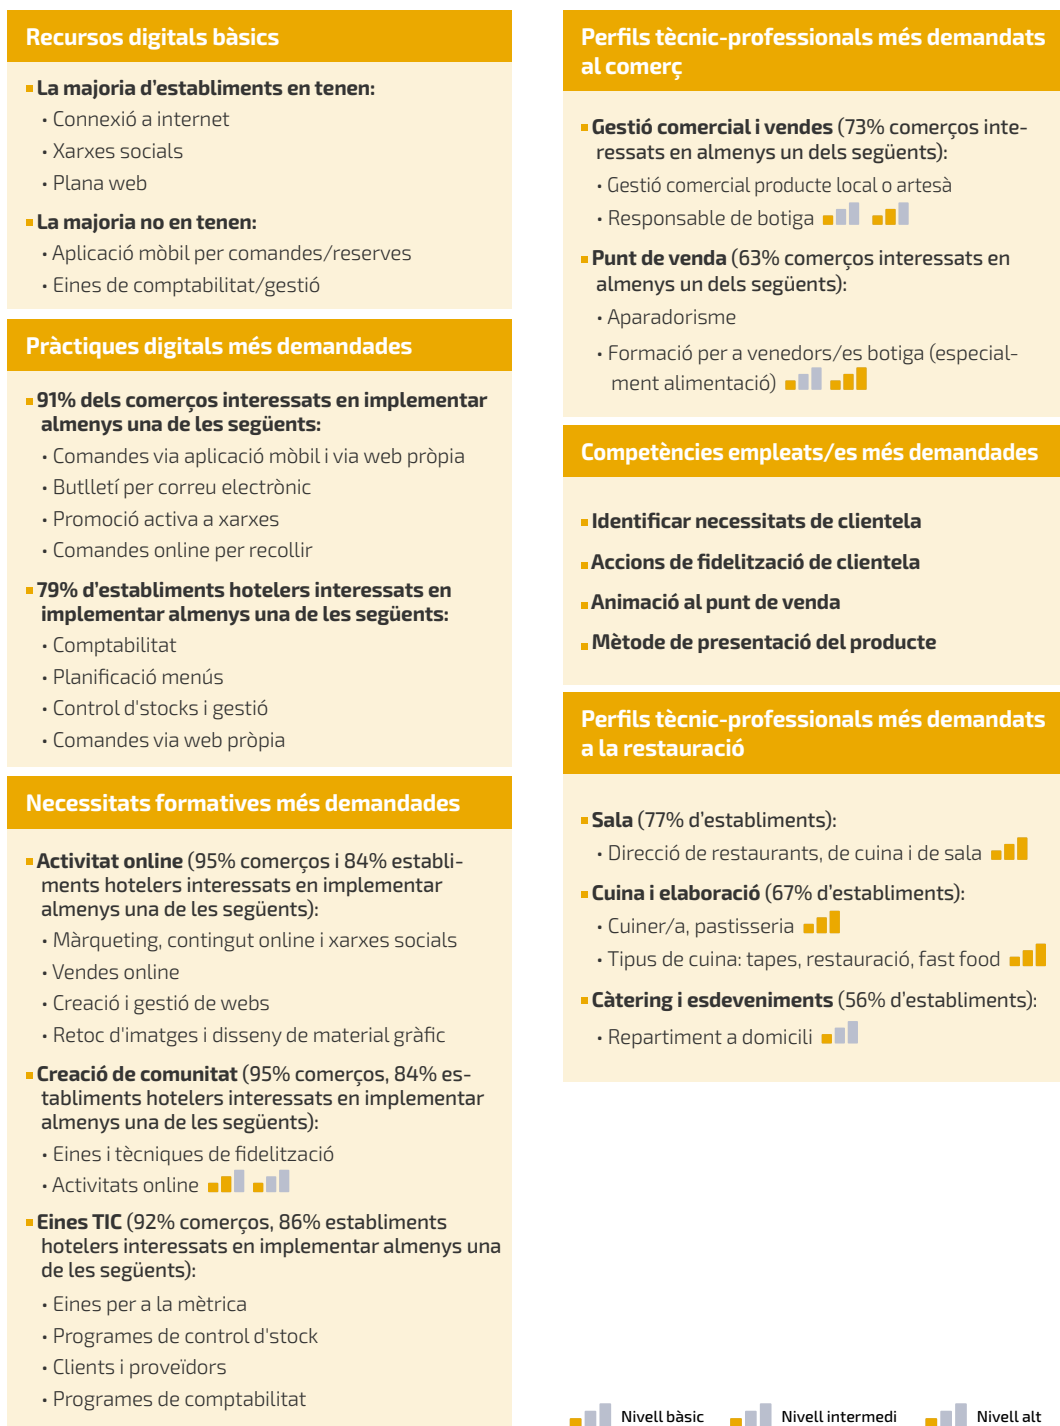 Recursos digitals bàsics
La majoria d'establiments en tenen:
• Connexió a internet
• Xarxes socials
• Plana web
La majoria no en tenen:
• Aplicació mòbil per comandes/reserves
• Eines de comptabilitat/gestió
Pràctiques digitals més demandades
91% dels comerços interessats en implementar
almenys una de les següents:
• Comandes via aplicació mòbil i via web pròpia
• Butlletí per correu electrònic
• Promoció activa a xarxes
• Comandes online per recollir
79% d'establiments hotelers interessats en
implementar almenys una de les següents:
• Comptabilitat
• Planificació menús
• Control d'stocks i gestió
• Comandes via web pròpia
Necessitats formatives més demandades
Activitat online (95% comerços i 84% establi-
ments hotelers interessats en implementar
almenys una de les següents):
• Màrqueting, contingut online i xarxes socials
• Vendes online
• Creació i gestió de webs
• Retoc d'imatges i disseny de material gràfic
Creació de comunitat (95% comerços, 84% es-
tabliments hotelers interessats en implementar
almenys una de les següents):
• Eines i tècniques de fidelització
• Activitats online
Eines TIC (92% comerços, 86% establiments
hotelers interessats en implementar almenys una
de les següents):
• Eines per a la mètrica
• Programes de control d'stock
• Clients i proveïdors
• Programes de comptabilitat
Perfils tècnic-professionals més demandats
al comerç
Gestió comercial i vendes (73% comerços inte-
ressats en almenys un dels següents):
• Gestió comercial producte local o artesà
• Responsable de botiga
Punt de venda (63% comerços interessats en
almenys un dels següents):
• Aparadorisme
• Formació per a venedors/es botiga (especial-
ment alimentació)
Competències empleats/es més demandades
Identificar necessitats de clientela
Accions de fidelització de clientela
Animació al punt de venda
Mètode de presentació del producte
Perfils tècnic-professionals més demandats
a la restauració
Sala (77% d'establiments):
• Direcció de restaurants, de cuina i de sala
Cuina i elaboració (67% d'establiments):
• Cuiner/a, pastisseria
• Tipus de cuina: tapes, restauració, fast food
Càtering i esdeveniments (56% d'establiments):
• Repartiment a domicili
Nivell bàsic
Nivell intermedi
Nivell alt